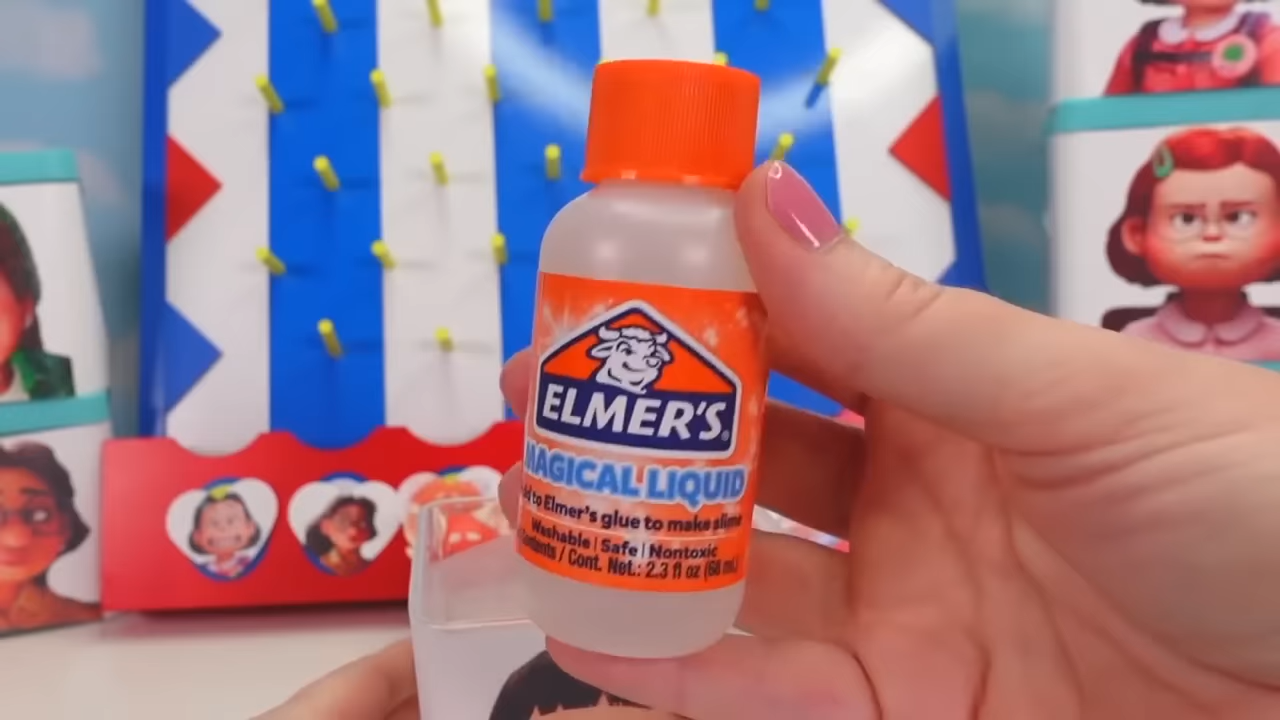 ELMER'S®
MAGICAL LIQUID
to Elmer's glue to make slime
Washable | Safe | Nontoxic
Contents / Cont. Net.: 2.3 fl oz (68 mL)